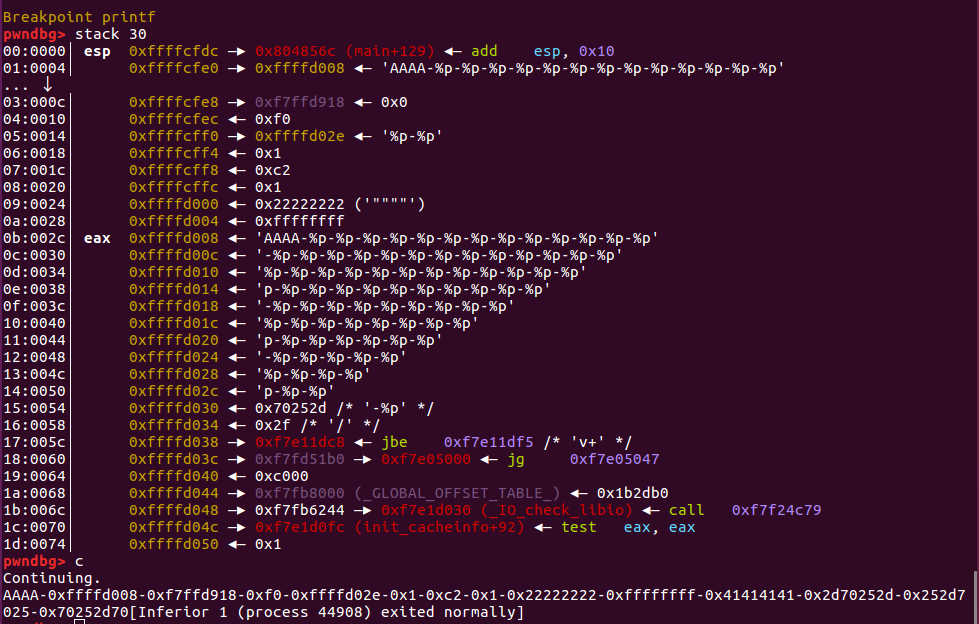 Breakpoint printf
pwndbg> stack 30
00:0000│ esp 0xffffcfdc —▸ 0x804856c (main+129) ◂— add esp, 0x10
01:0004│ 0xffffcfe0 —▸ 0xffffd008 ◂— 'AAAA-%p-%p-%p-%p-%p-%p-%p-%p-%p-%p-%p-%p'
... ↓
03:000c│ 0xffffcfe8 —▸ 0xf7ffd918 ◂— 0x0
04:0010│ 0xffffcfec ◂— 0xf0
05:0014│ 0xffffcff0 —▸ 0xffffd02e ◂— '%p-%p'
06:0018│ 0xffffcff4 ◂— 0x1
07:001c│ 0xffffcff8 ◂— 0xc2
08:0020│ 0xffffcffc ◂— 0x1
09:0024│ 0xffffd000 ◂— 0x22222222 ('""""')
0a:0028│ 0xffffd004 ◂— 0xffffffff
0b:002c│ eax 0xffffd008 ◂— 'AAAA-%p-%p-%p-%p-%p-%p-%p-%p-%p-%p-%p-%p'
0c:0030│ 0xffffd00c ◂— '-%p-%p-%p-%p-%p-%p-%p-%p-%p-%p-%p-%p'
0d:0034│ 0xffffd010 ◂— '%p-%p-%p-%p-%p-%p-%p-%p-%p-%p-%p'
0e:0038│ 0xffffd014 ◂— 'p-%p-%p-%p-%p-%p-%p-%p-%p-%p'
0f:003c│ 0xffffd018 ◂— '-%p-%p-%p-%p-%p-%p-%p-%p'
10:0040│ 0xffffd01c ◂— '%p-%p-%p-%p-%p-%p-%p'
11:0044│ 0xffffd020 ◂— 'p-%p-%p-%p-%p-%p'
12:0048│ 0xffffd024 ◂— '-%p-%p-%p-%p'
13:004c│ 0xffffd028 ◂— '%p-%p-%p'
14:0050│ 0xffffd02c ◂— 'p-%p-%p'
15:0054│ 0xffffd030 ◂— 0x70252d /* '-%p' */
16:0058│ 0xffffd034 ◂— 0x2f /* '/' */
17:005c│ 0xffffd038 —▸ 0xf7e11dc8 ◂— jbe 0xf7e11df5 /* 'v+' */
18:0060│ 0xffffd03c —▸ 0xf7fd51b0 —▸ 0xf7e05000 ◂— jg 0xf7e05047
19:0064│ 0xffffd040 ◂— 0xc000
1a:0068│ 0xffffd044 —▸ 0xf7fb8000 (_GLOBAL_OFFSET_TABLE_) ◂— 0x1b2db0
1b:006c│ 0xffffd048 —▸ 0xf7fb6244 —▸ 0xf7e1d030 (_IO_check_libio) ◂— call 0xf7f24c79
1c:0070│ 0xffffd04c —▸ 0xf7e1d0fc (init_cacheinfo+92) ◂— test eax, eax
1d:0074│ 0xffffd050 ◂— 0x1
pwndbg> c
Continuing.
AAAA-0xffffd008-0xf7ffd918-0xf0-0xffffd02e-0x1-0xc2-0x1-0x22222222-0xffffffff-0x41414141-0x2d70252d-0x252d7
025-0x70252d70[Inferior 1 (process 44908) exited normally]